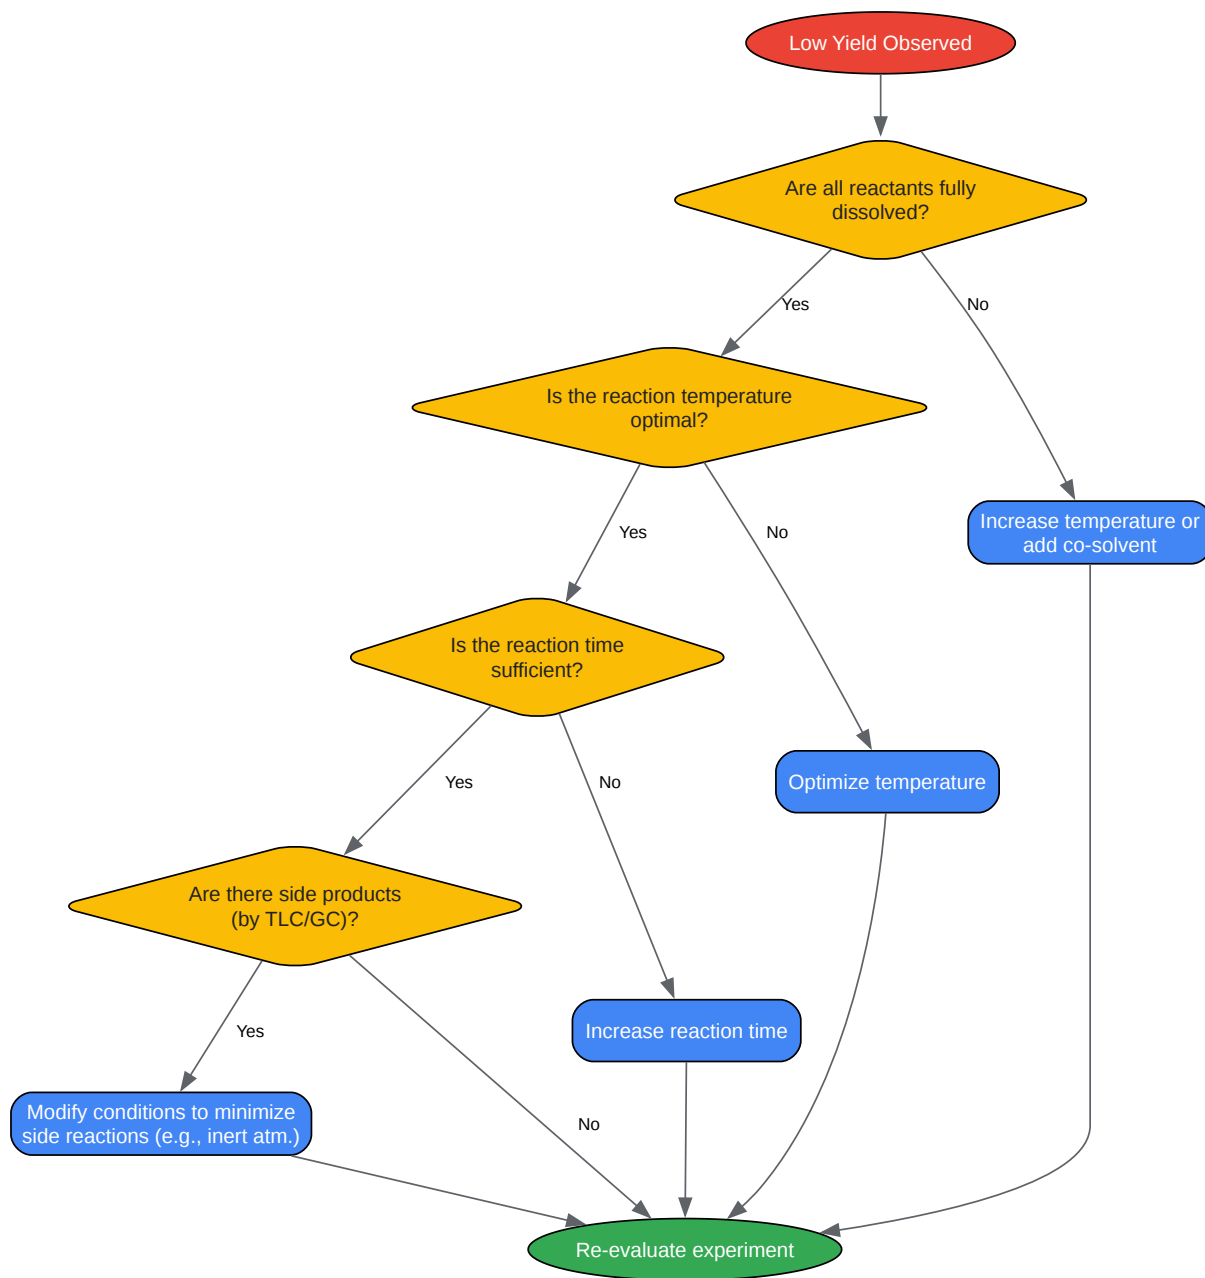 Low Yield Observed
Are all reactants fully
dissolved?
Yes
No
Is the reaction temperature
optimal?
Yes
No
Increase temperature or
add co-solvent
Is the reaction time
sufficient?
Yes
No
Optimize temperature
Are there side products
(by TLC/GC)?
Yes
No
Increase reaction time
Modify conditions to minimize
side reactions (e.g., inert atm.)
Re-evaluate experiment